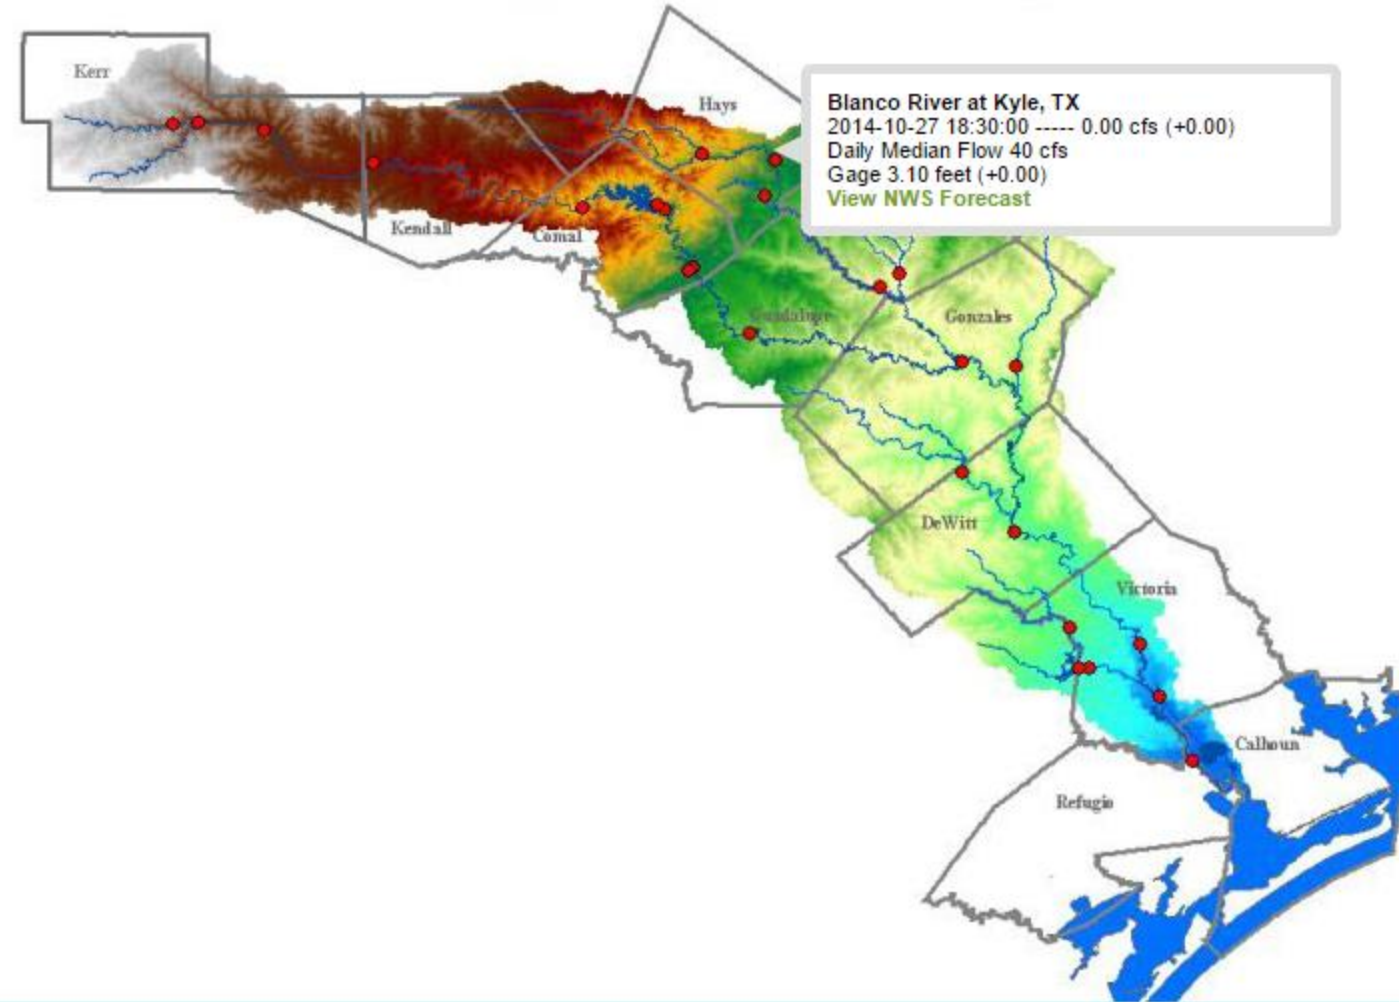 Kerr
Hays
Blanco River at Kyle, TX
2014-10-27 18:30:00 ----- 0.00 cfs (+0.00)
Daily Median Flow 40 cfs
Gage 3.10 feet (+0.00)
View NWS Forecast
Kendall
Comal
Guadalupe
Gonzales
DeWitt
Victoria
Calhoun
Refugio